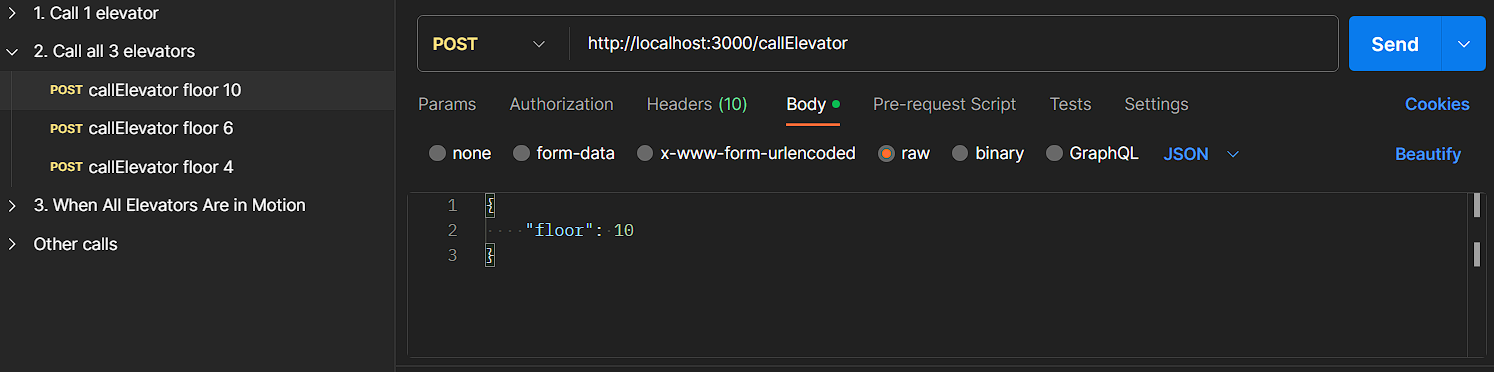 1. Call 1 elevator
2. Call all 3 elevators
POST callElevator floor 10
POST callElevator floor 6
POST callElevator floor 4
3. When All Elevators Are in Motion
Other calls
POST http://localhost:3000/callElevator Send
Params Authorization Headers (10) Body Pre-request Script Tests Settings Cookies
none form-data x-www-form-urlencoded raw binary GraphQL JSON Beautify
1 {
2 "floor": 10
3 }